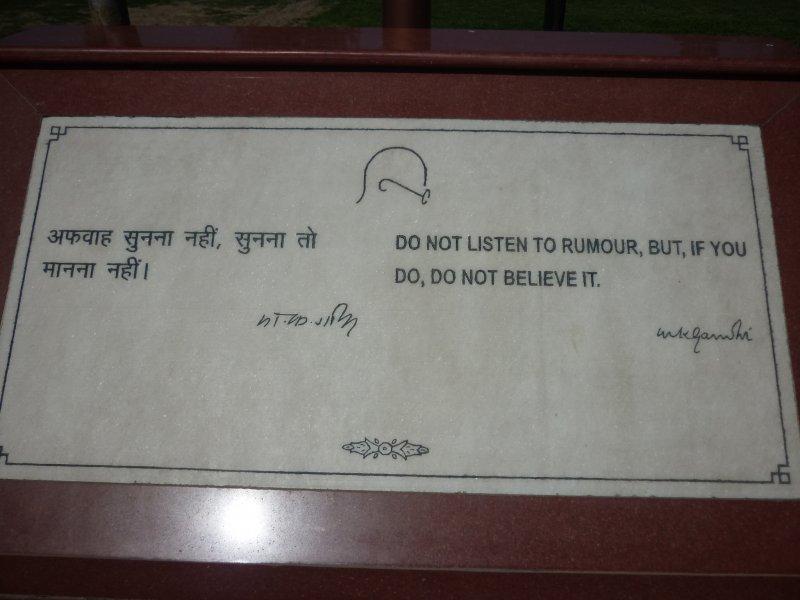 अफवाह सुनना नहीं, सुनना तो
मानना नहीं।
मो.क.गांधी
DO NOT LISTEN TO RUMOUR, BUT, IF YOU
DO, DO NOT BELIEVE IT.
mkgandhi